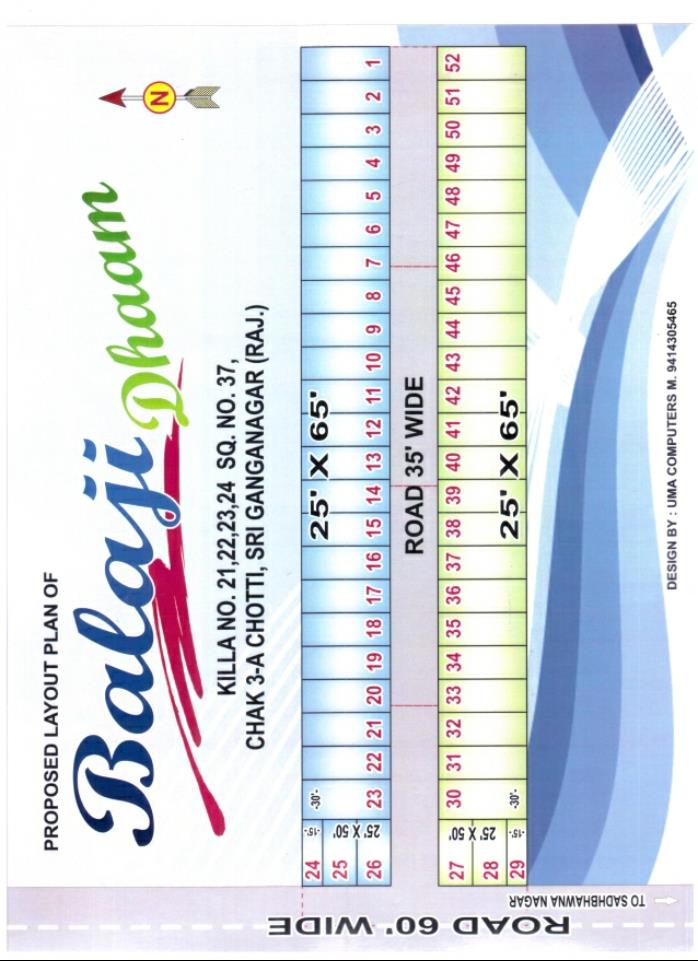 PROPOSED LAYOUT PLAN OF
Balaji Dhaam
KILLA NO. 21,22,23,24 SQ. NO. 37,
CHAK 3-A CHOTTI, SRI GANGANAGAR (RAJ.)
N
24 -15'- -30'-
25
26 25' X 50'
23 22 21 20 19 18 17 16 15 14 13 12 11 10 9 8 7 6 5 4 3 2 1
25' X 65'
ROAD 35' WIDE
27 25' X 50'
28
29 -15'- -30'-
30 31 32 33 34 35 36 37 38 39 40 41 42 43 44 45 46 47 48 49 50 51 52
25' X 65'
ROAD 60' WIDE
TO SADHBHAWNA NAGAR
DESIGN BY : UMA COMPUTERS M. 9414305465